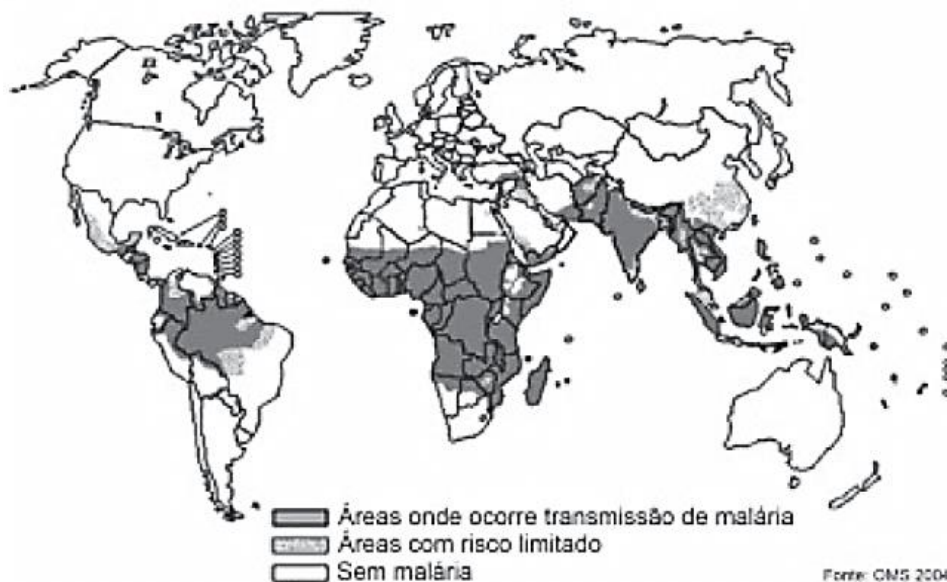 Áreas onde ocorre transmissão de malária
Áreas com risco limitado
Sem malária
Fonte: OMS 2004